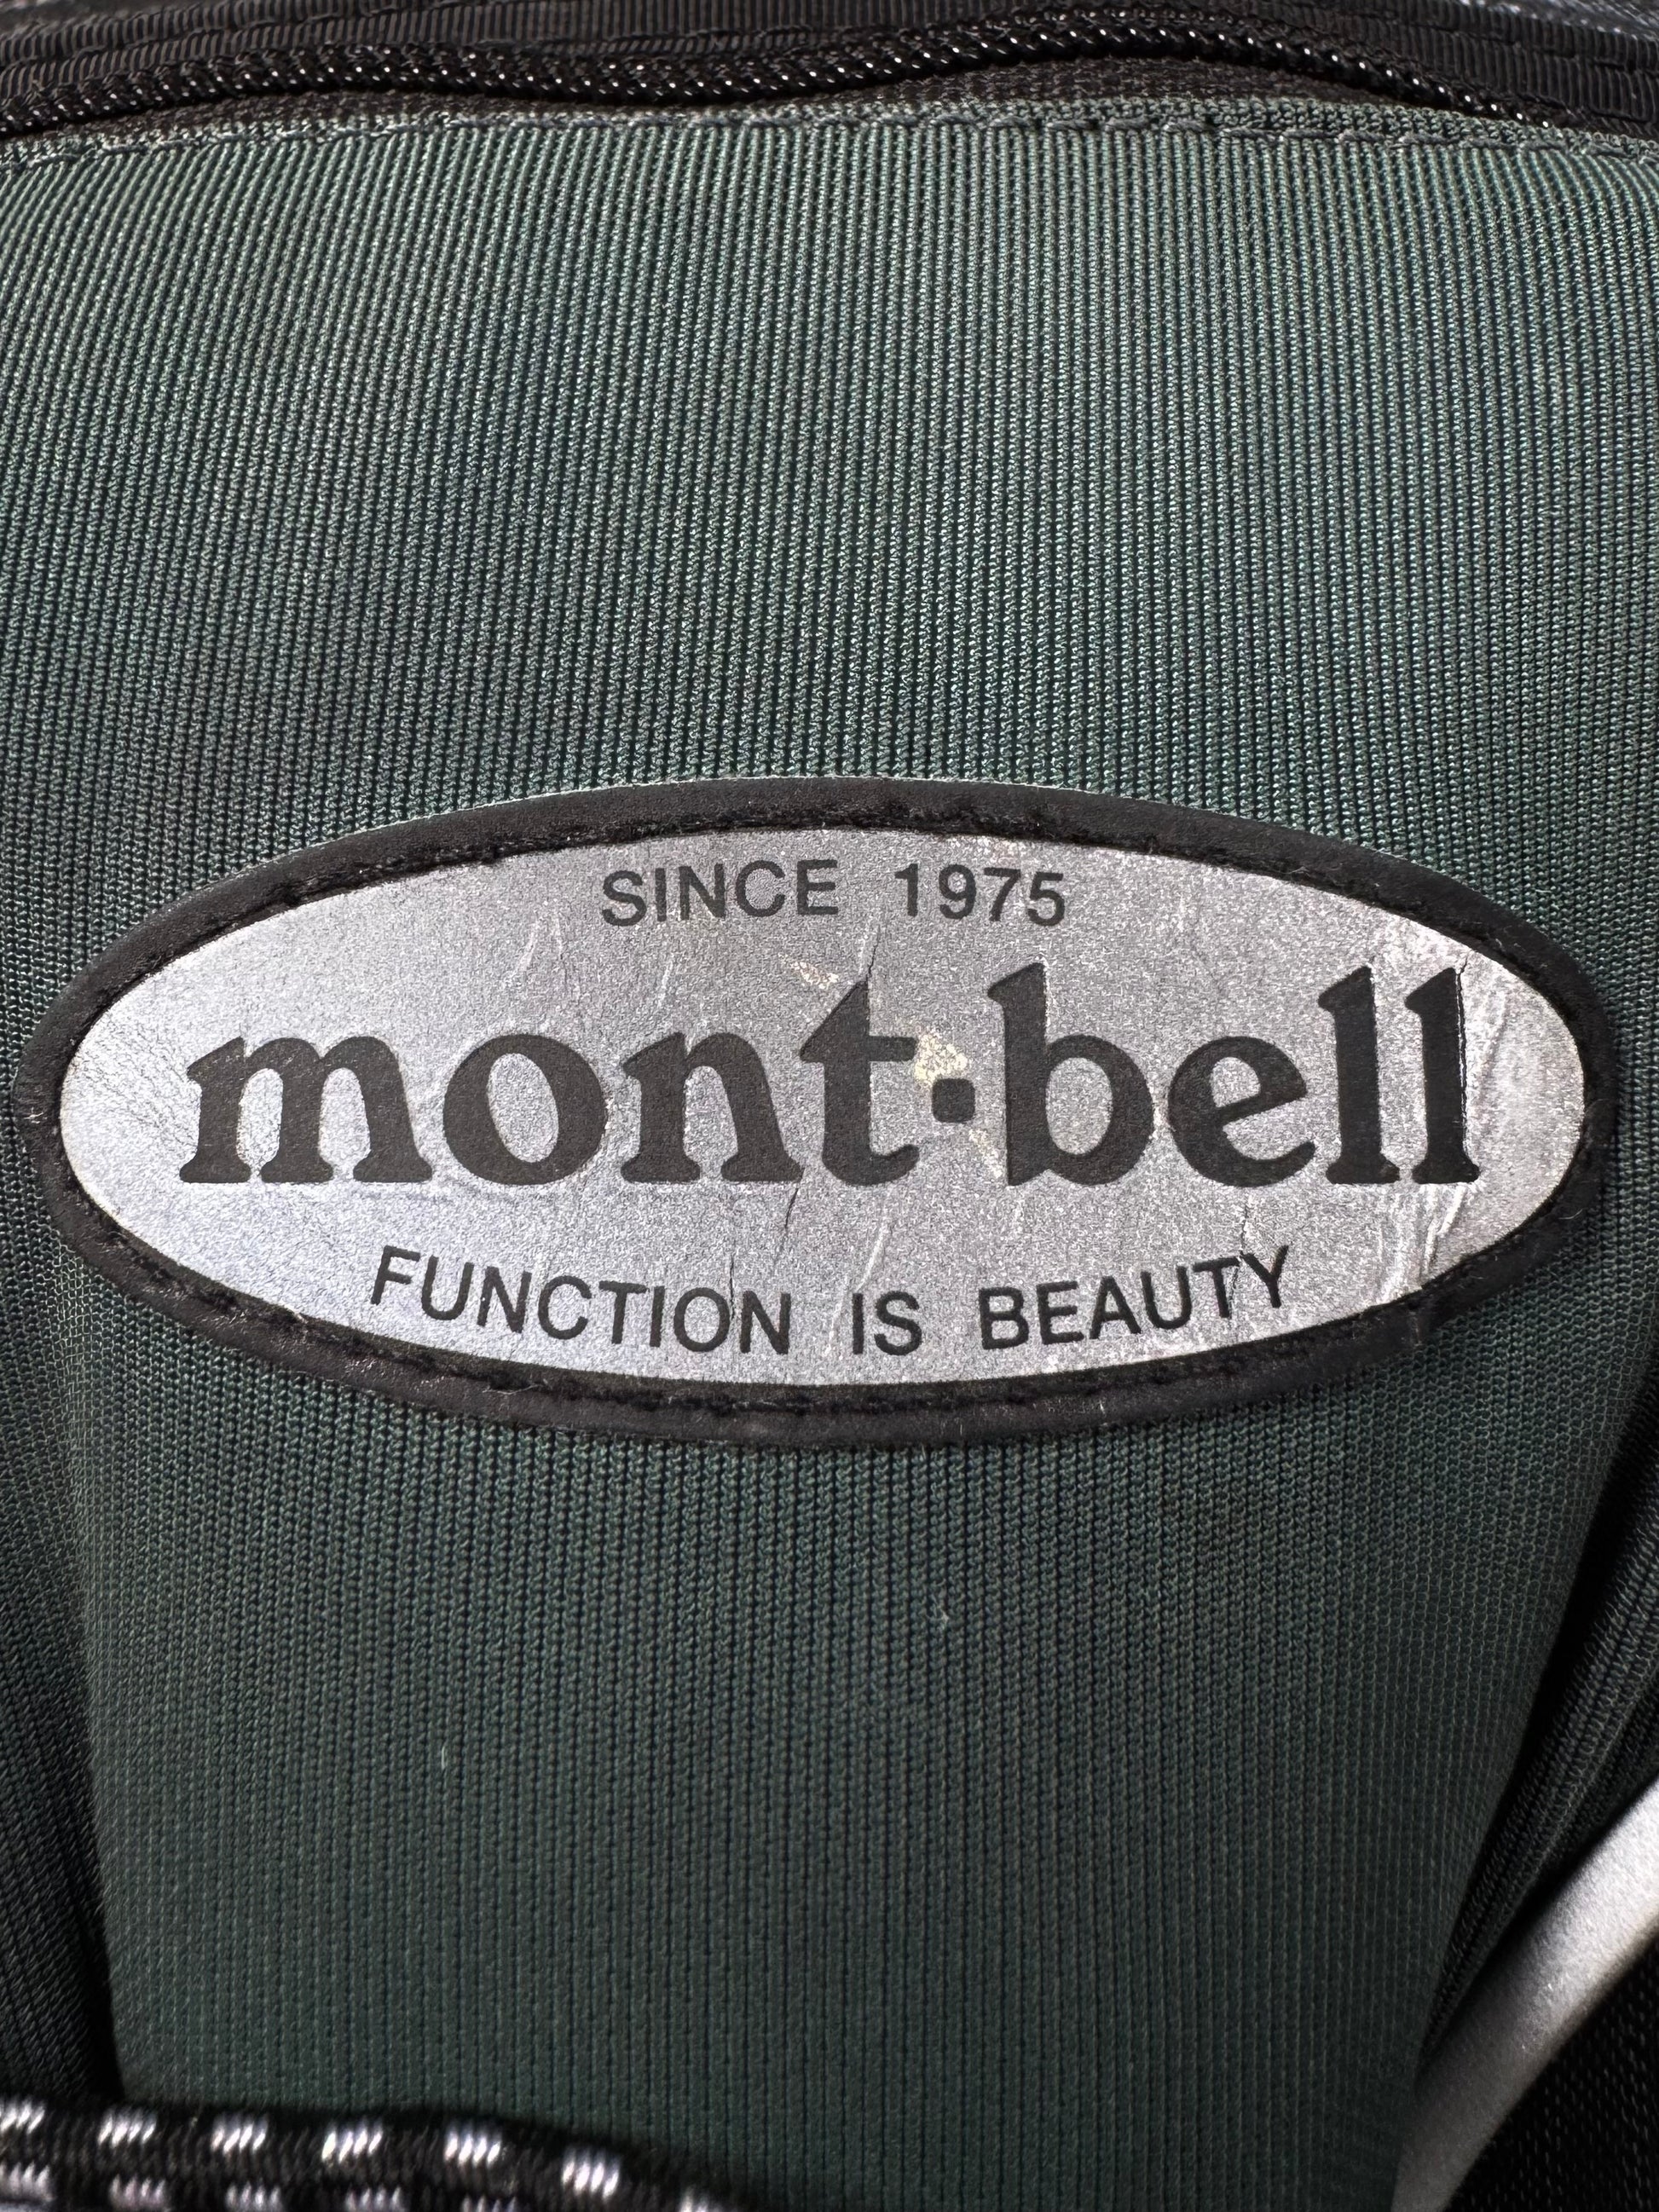 SINCE 1975
mont·bell
FUNCTION IS BEAUTY